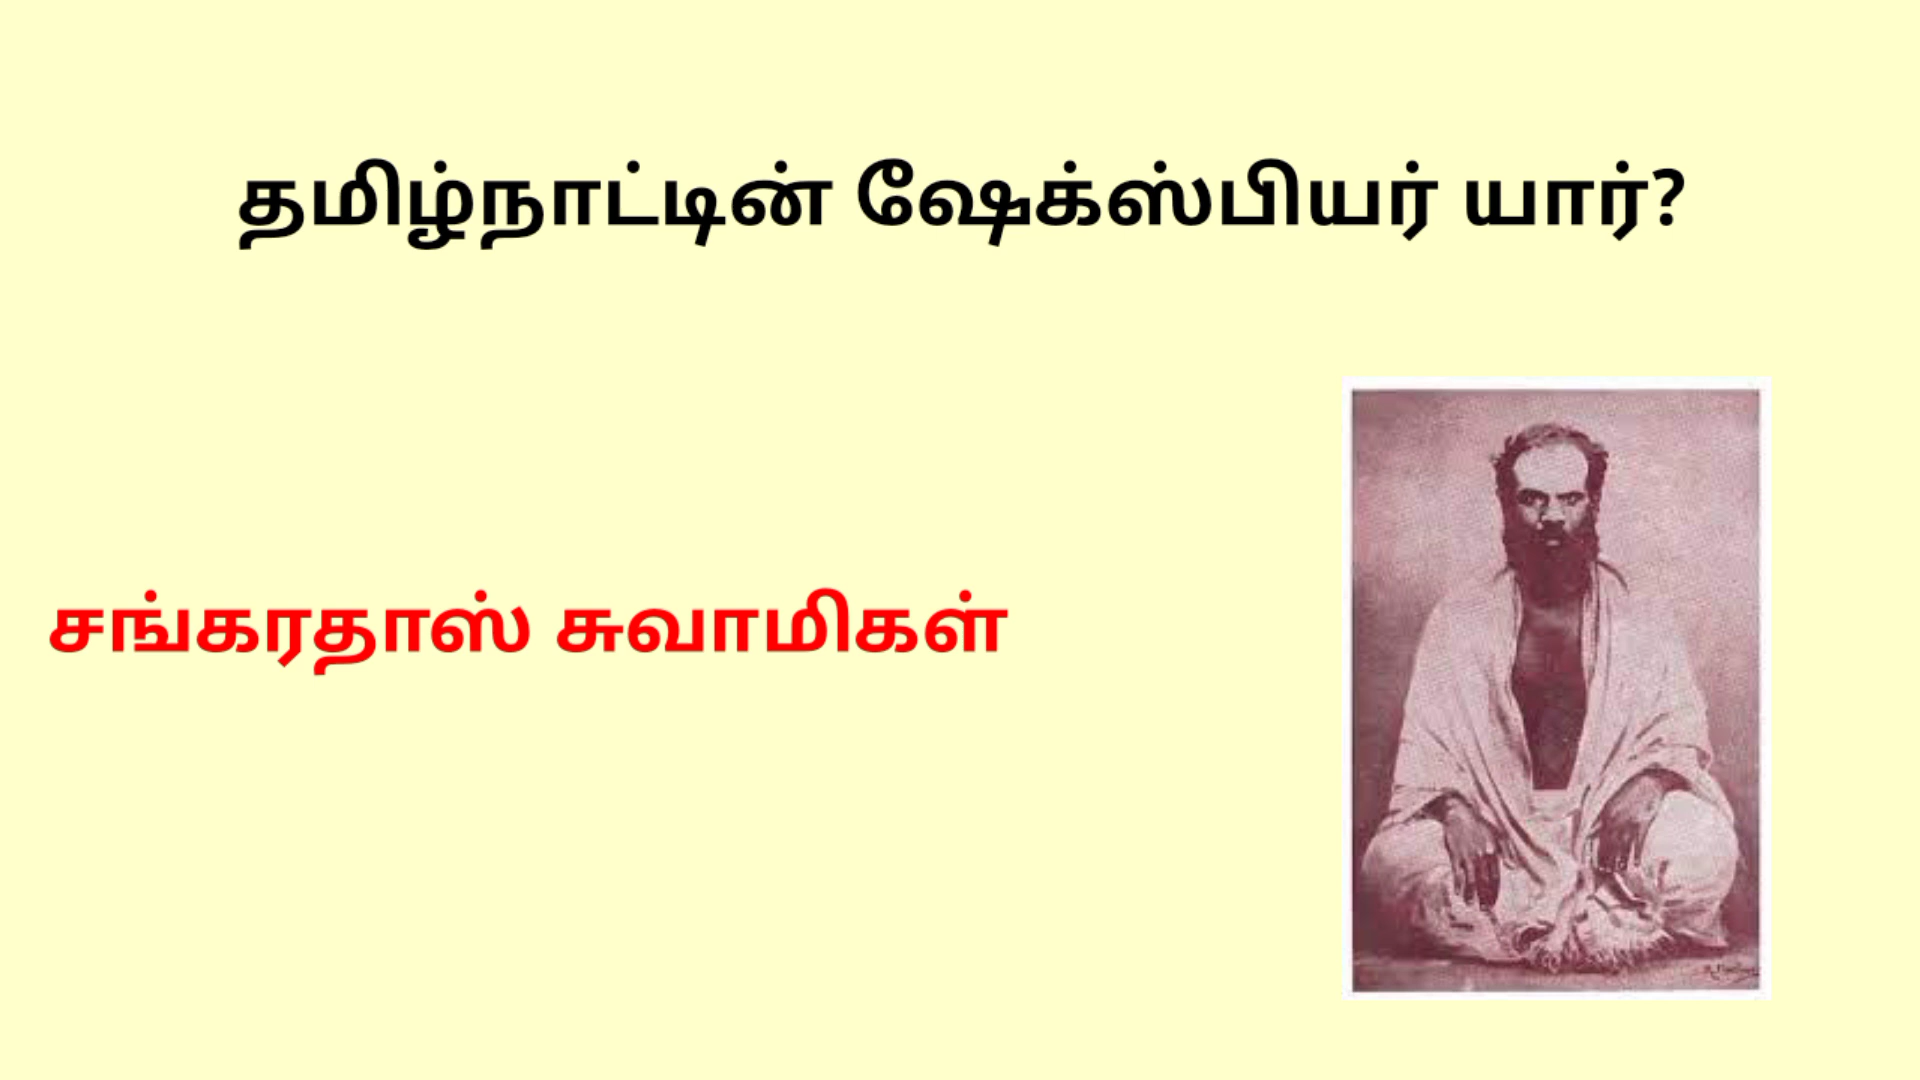 தமிழ்நாட்டின் ஷேக்ஸ்பியர் யார்?
சங்கரதாஸ் சுவாமிகள்